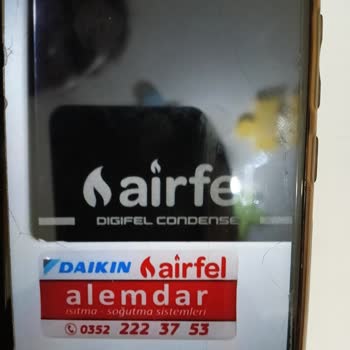 airfel
DIGIFEL CONDENSE
DAIKIN airfel
alemdar
ısıtma - soğutma sistemleri
0352 222 37 53